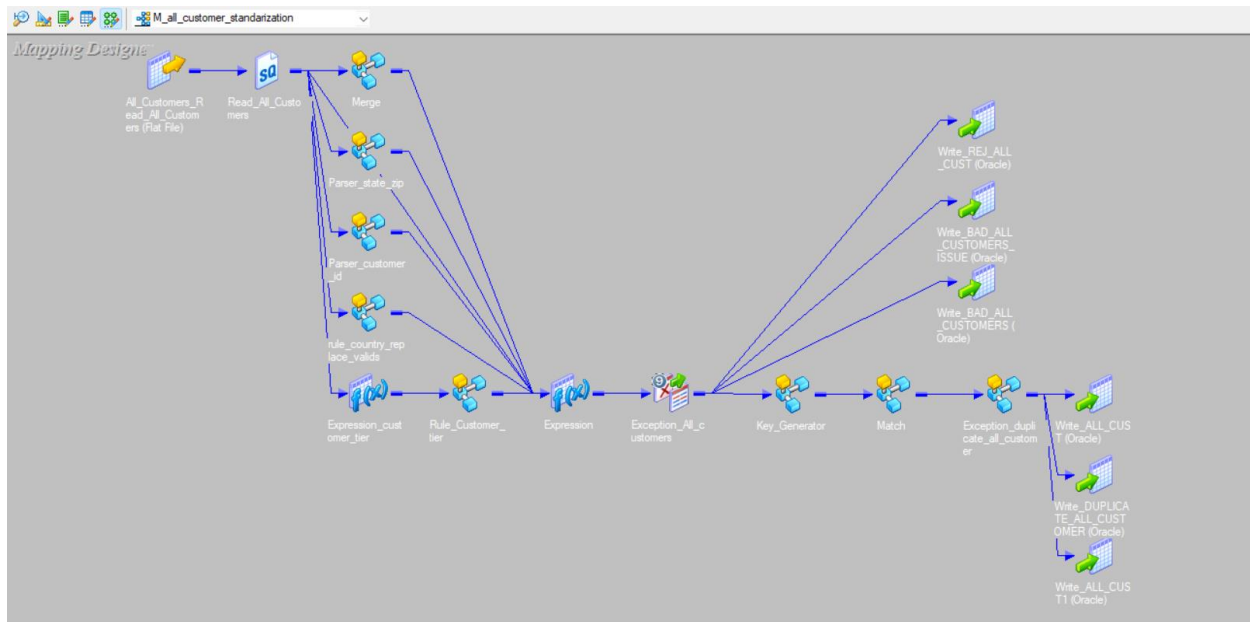 M_all_customer_standarization
Mapping Designer
All_Customers_R
ead_All_Custom
ers (Flat File)
Read_All_Custo
mers
Merge
Parser_state_zip
Parser_customer
_id
rule_country_rep
lace_valids
Expression_cust
omer_tier
Rule_Customer_
tier
Expression
Exception_All_c
ustomers
Write_REJ_ALL
_CUST (Oracle)
Write_BAD_ALL
_CUSTOMERS_
ISSUE (Oracle)
Write_BAD_ALL
_CUSTOMERS (
Oracle)
Key_Generator
Match
Exception_dupli
cate_all_custom
er
Write_ALL_CUS
T (Oracle)
Write_DUPLICA
TE_ALL_CUST
OMER (Oracle)
Write_ALL_CUS
T1 (Oracle)